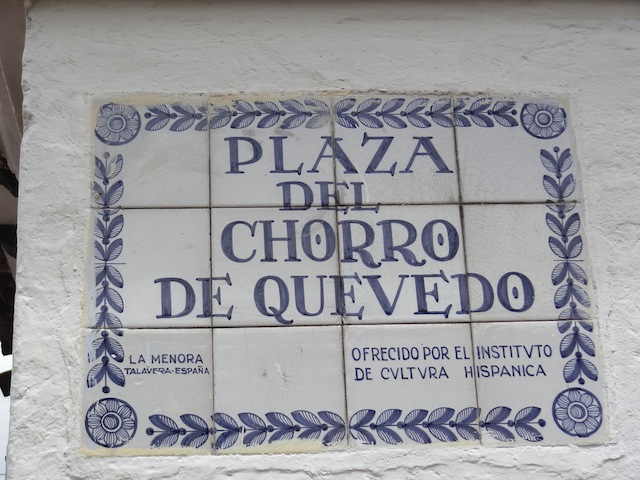 PLAZA
DEL
CHORRO
DE QUEVEDO
LA MENORA
TALAVERA-ESPAÑA
OFRECIDO POR EL INSTITVTO
DE CVLTVRA HISPANICA